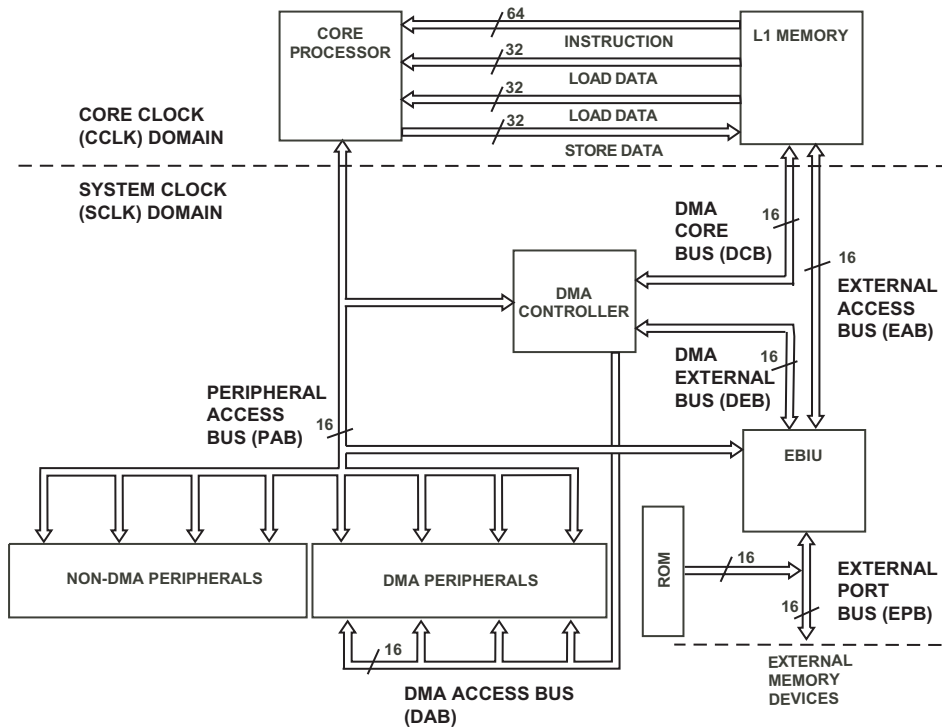 CORE
PROCESSOR
64
INSTRUCTION
32
LOAD DATA
32
LOAD DATA
32
STORE DATA
L1 MEMORY
CORE CLOCK
(CCLK) DOMAIN
SYSTEM CLOCK
(SCLK) DOMAIN
DMA
CORE
BUS (DCB)
16
16
EXTERNAL
ACCESS
BUS (EAB)
DMA
CONTROLLER
DMA
EXTERNAL
BUS (DEB)
16
PERIPHERAL
ACCESS
BUS (PAB)
16
EBIU
NON-DMA PERIPHERALS
DMA PERIPHERALS
ROM
16
EXTERNAL
PORT
BUS (EPB)
16
16
DMA ACCESS BUS
(DAB)
EXTERNAL
MEMORY
DEVICES